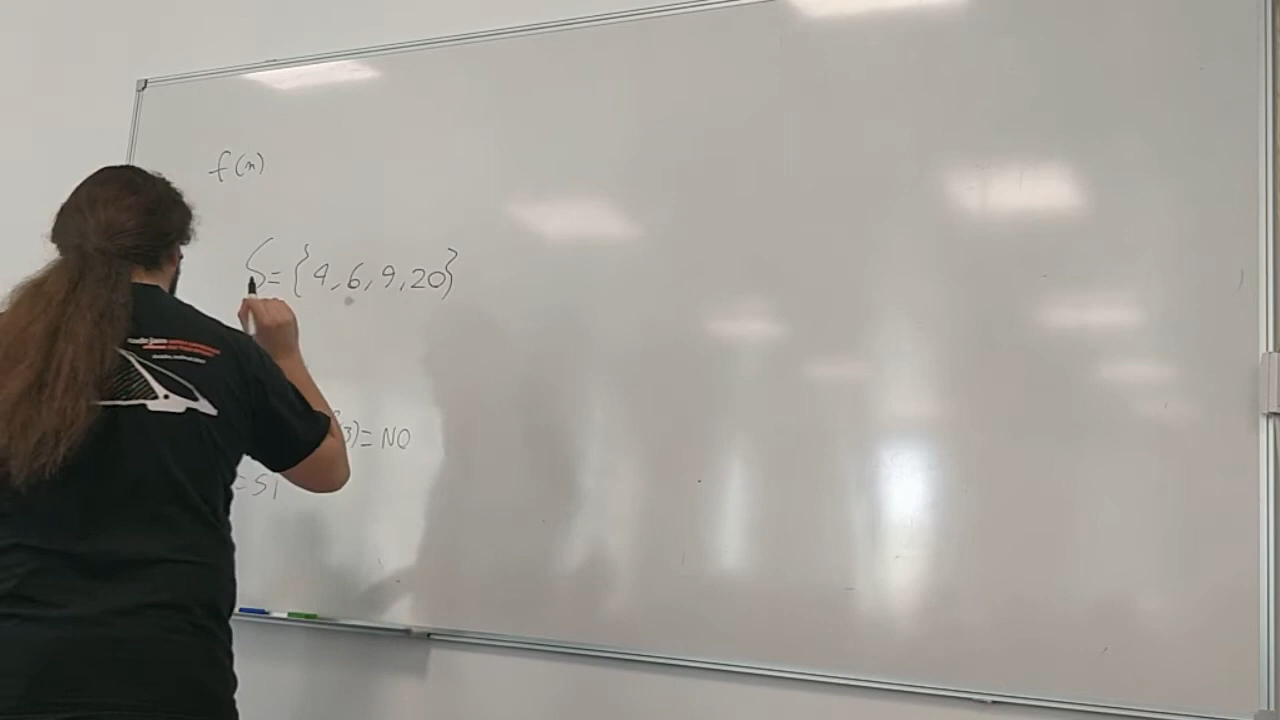 f(n)
S={4,6,9,20}
3)= NO
= SI